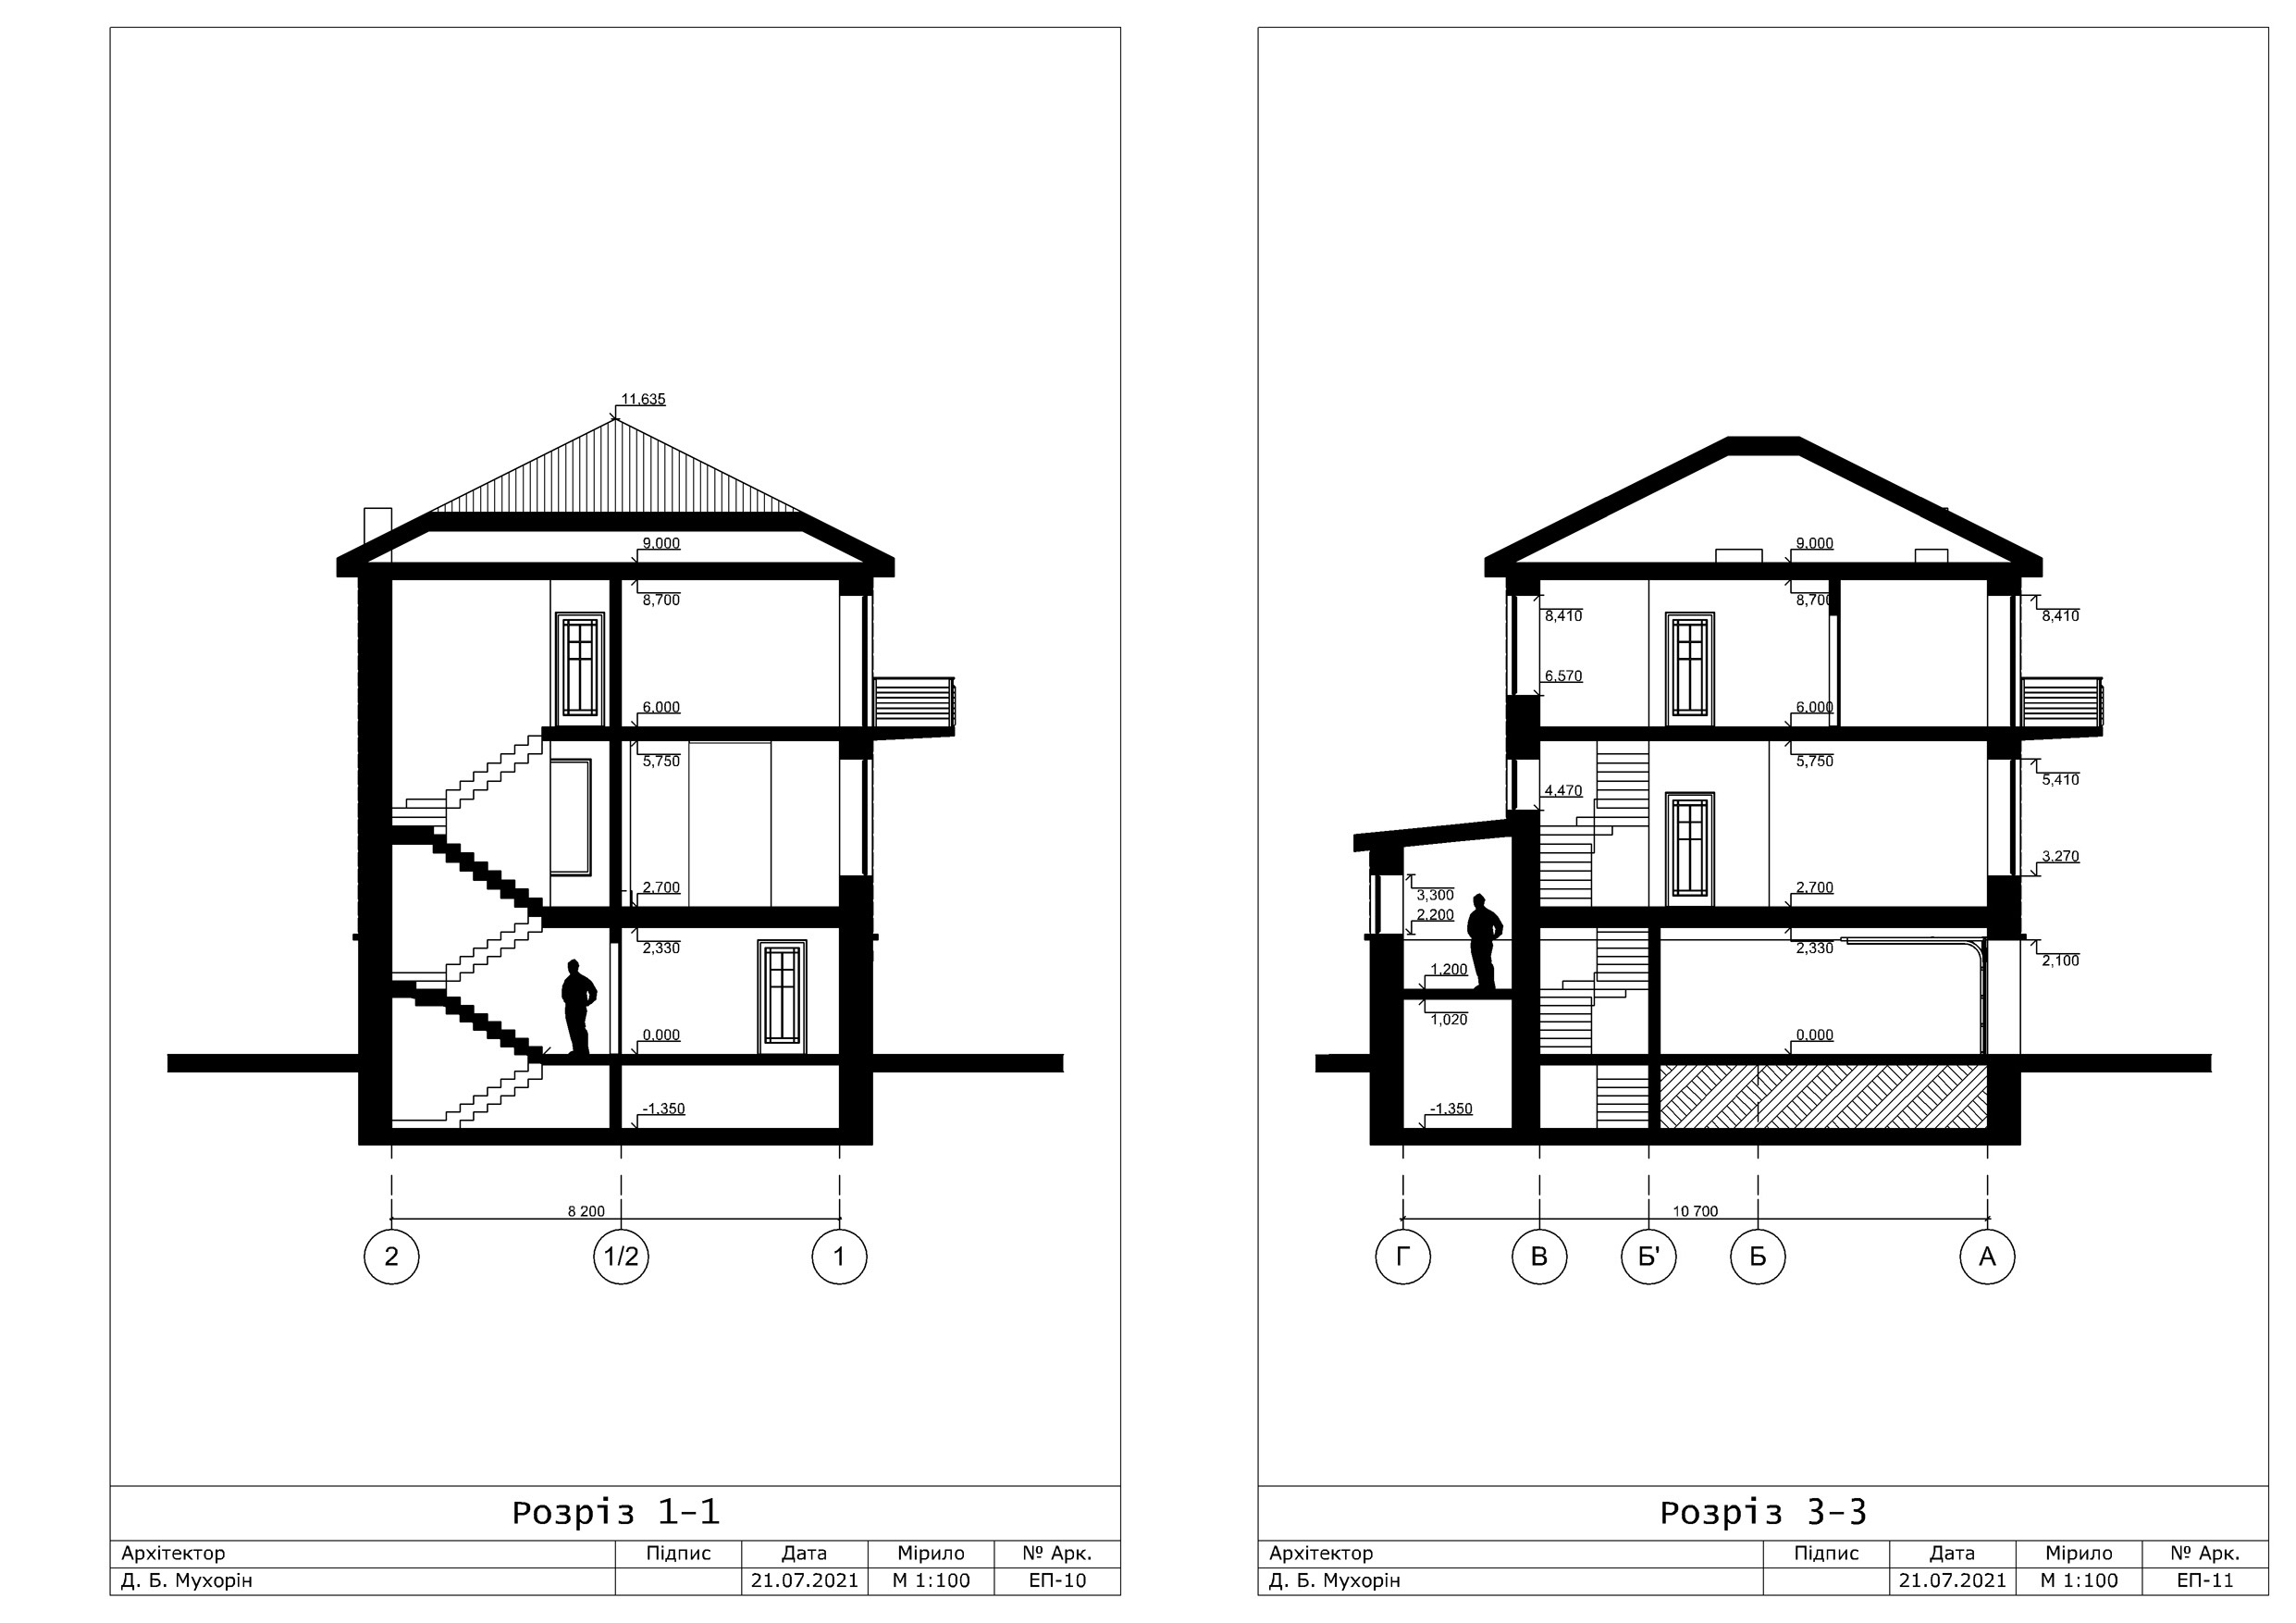 11,635
9,000
8,700
6,000
5,750
2,700
2,330
0,000
-1,350
8 200
2
1/2
1
Розріз 1-1
Архітектор
Підпис
Дата
Мірило
№ Арк.
Д. Б. Мухорін
21.07.2021
М 1:100
ЕП-10
9,000
8,700
8,410
8,410
6,570
6,000
5,750
5,410
4,470
3,270
3,300
2,700
2,200
2,330
2,100
1,200
1,020
0,000
-1,350
10 700
Г
В
Б'
Б
А
Розріз 3-3
Архітектор
Підпис
Дата
Мірило
№ Арк.
Д. Б. Мухорін
21.07.2021
М 1:100
ЕП-11